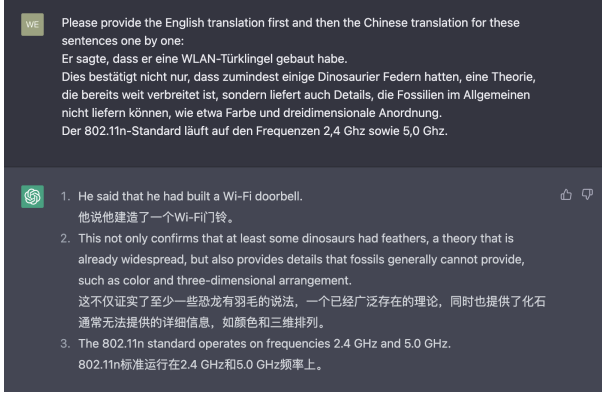 WE
Please provide the English translation first and then the Chinese translation for these
sentences one by one:
Er sagte, dass er eine WLAN-Türklingel gebaut habe.
Dies bestätigt nicht nur, dass zumindest einige Dinosaurier Federn hatten, eine Theorie,
die bereits weit verbreitet ist, sondern liefert auch Details, die Fossilien im Allgemeinen
nicht liefern können, wie etwa Farbe und dreidimensionale Anordnung.
Der 802.11n-Standard läuft auf den Frequenzen 2,4 Ghz sowie 5,0 Ghz.
1. He said that he had built a Wi-Fi doorbell.
他说他建造了一个Wi-Fi门铃。
2. This not only confirms that at least some dinosaurs had feathers, a theory that is
already widespread, but also provides details that fossils generally cannot provide,
such as color and three-dimensional arrangement.
这不仅证实了至少一些恐龙有羽毛的说法，一个已经广泛存在的理论，同时也提供了化石
通常无法提供的详细信息，如颜色和三维排列。
3. The 802.11n standard operates on frequencies 2.4 GHz and 5.0 GHz.
802.11n标准运行在2.4 GHz和5.0 GHz频率上。